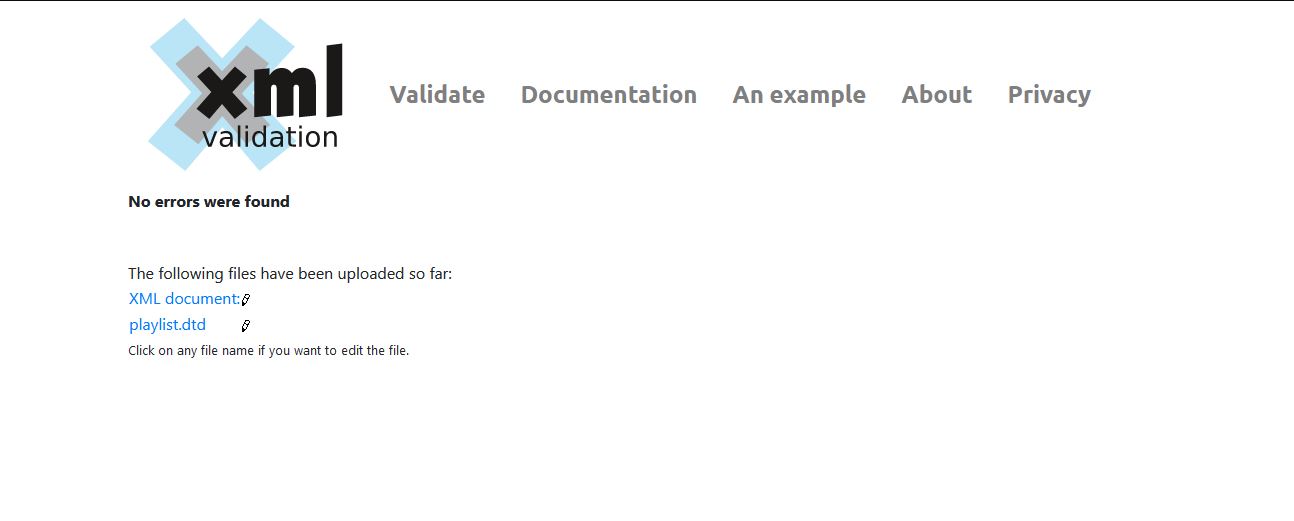 xml
validation
Validate Documentation An example About Privacy
No errors were found
The following files have been uploaded so far:
XML document:
playlist.dtd
Click on any file name if you want to edit the file.